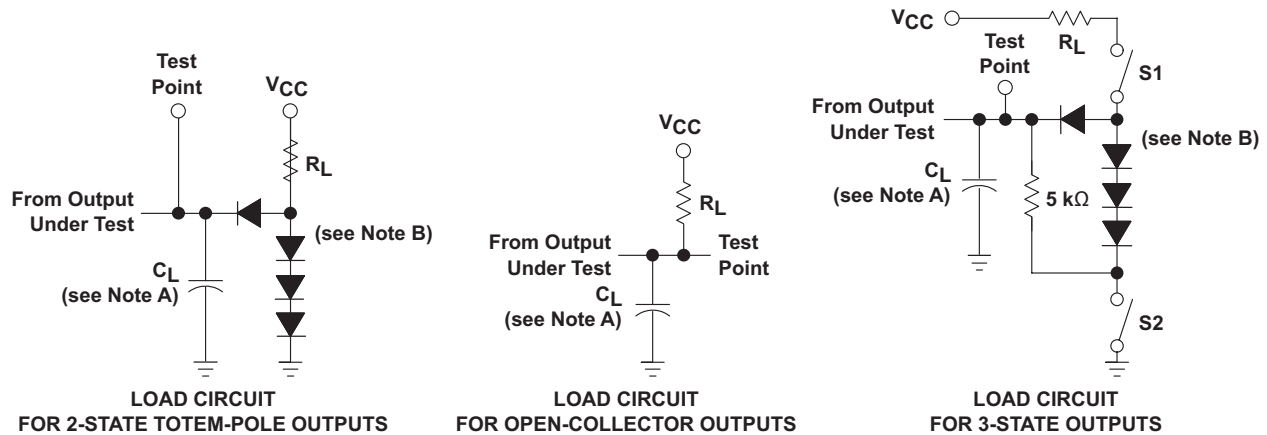 Test
Point
VCC
RL
From Output
Under Test
(see Note B)
CL
(see Note A)
LOAD CIRCUIT
FOR 2-STATE TOTEM-POLE OUTPUTS
VCC
RL
From Output
Under Test
Test
Point
CL
(see Note A)
LOAD CIRCUIT
FOR OPEN-COLLECTOR OUTPUTS
VCC
RL
Test
Point
S1
From Output
Under Test
(see Note B)
CL
(see Note A)
5 kΩ
S2
LOAD CIRCUIT
FOR 3-STATE OUTPUTS